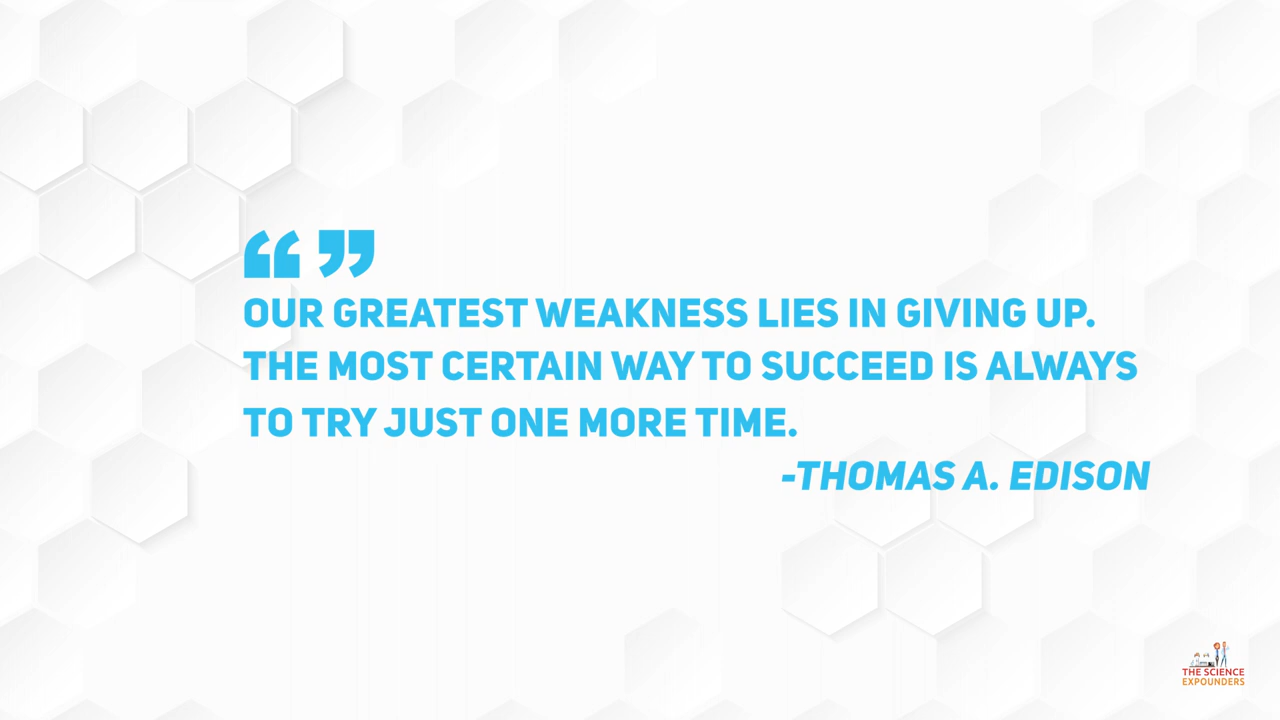 “ ”
OUR GREATEST WEAKNESS LIES IN GIVING UP.
THE MOST CERTAIN WAY TO SUCCEED IS ALWAYS
TO TRY JUST ONE MORE TIME.
-THOMAS A. EDISON
THE SCIENCE
EXPOUNDERS